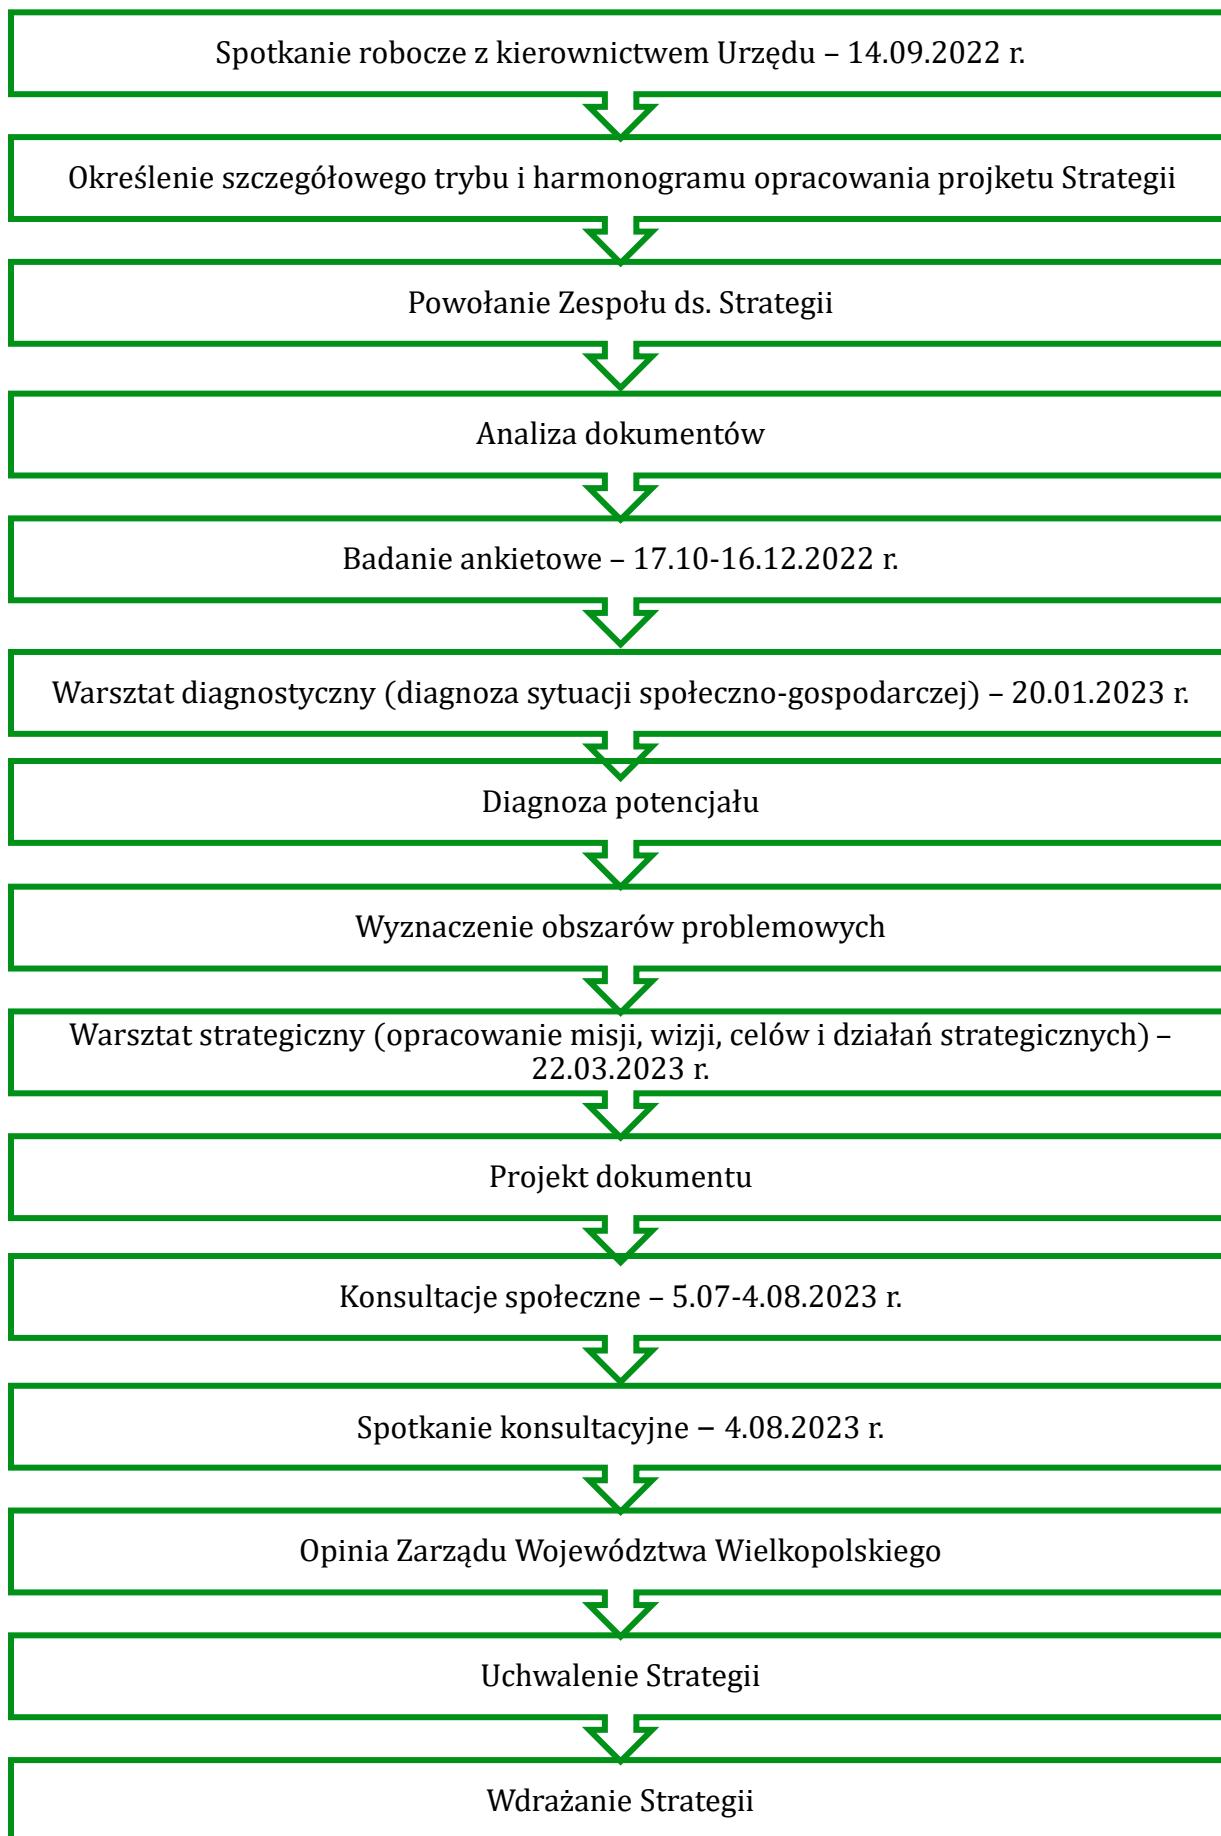 Spotkanie robocze z kierownictwem Urzędu – 14.09.2022 r.
Określenie szczegółowego trybu i harmonogramu opracowania projketu Strategii
Powołanie Zespołu ds. Strategii
Analiza dokumentów
Badanie ankietowe – 17.10-16.12.2022 r.
Warsztat diagnostyczny (diagnoza sytuacji społeczno-gospodarczej) – 20.01.2023 r.
Diagnoza potencjału
Wyznaczenie obszarów problemowych
Warsztat strategiczny (opracowanie misji, wizji, celów i działań strategicznych) –
22.03.2023 r.
Projekt dokumentu
Konsultacje społeczne – 5.07-4.08.2023 r.
Spotkanie konsultacyjne – 4.08.2023 r.
Opinia Zarządu Województwa Wielkopolskiego
Uchwalenie Strategii
Wdrażanie Strategii